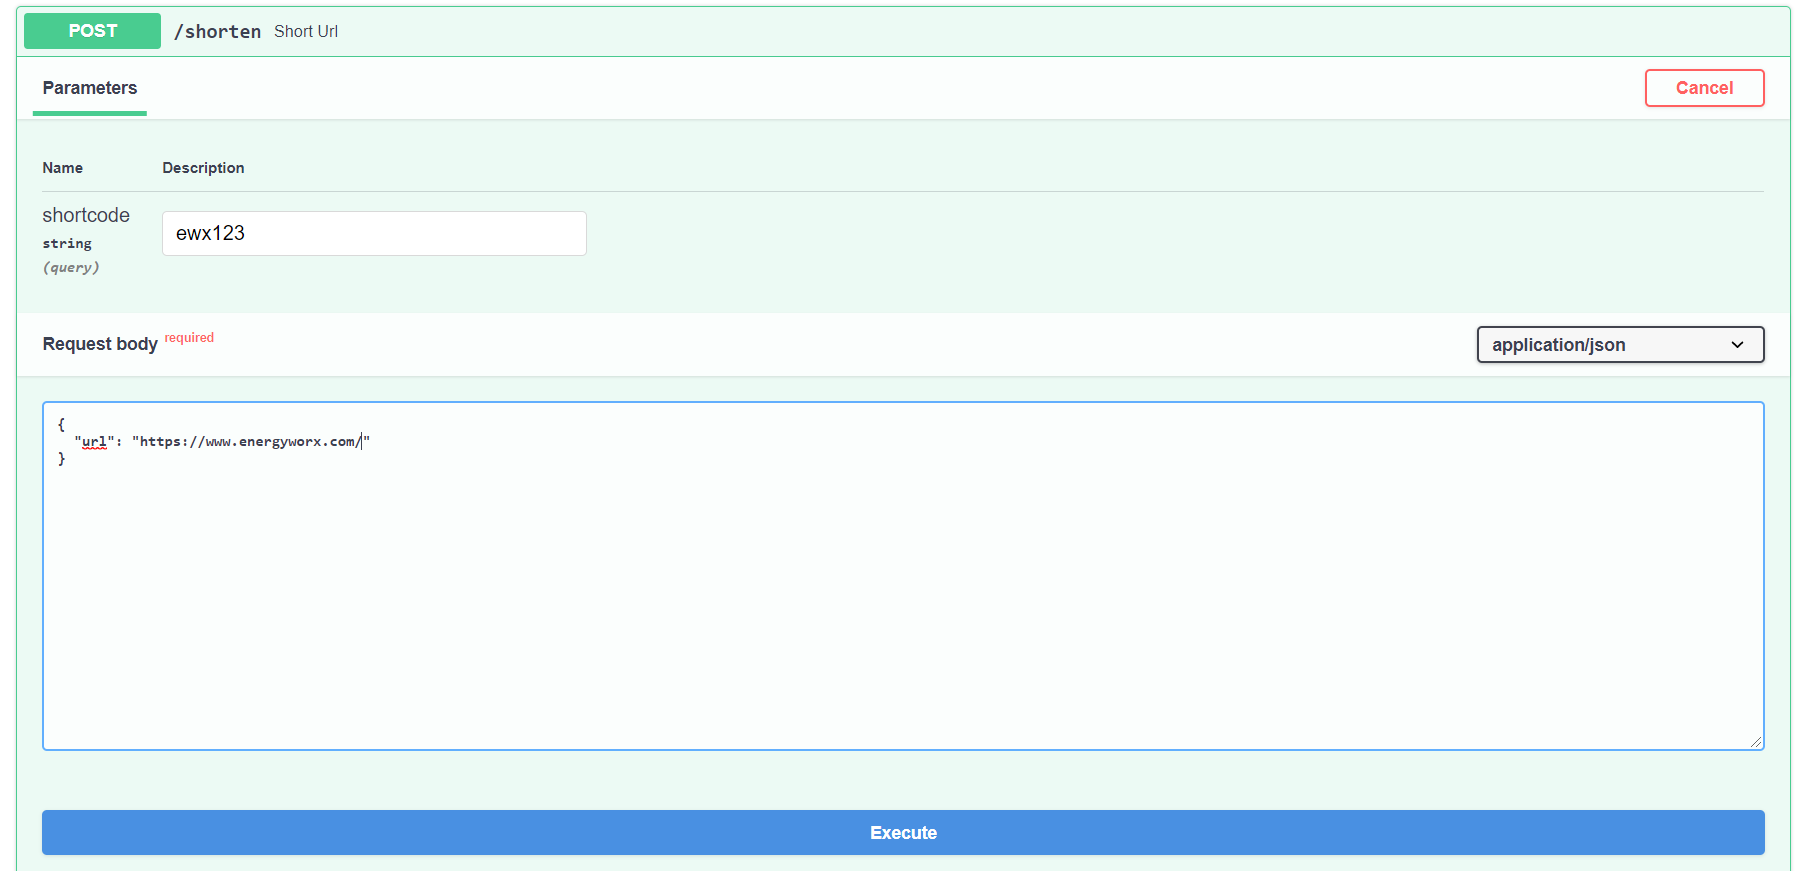 POST /shorten Short Url
Parameters
Cancel
Name Description
shortcode
string
(query)
ewx123
Request body required
application/json
{
  "url": "https://www.energyworx.com/"
}
Execute